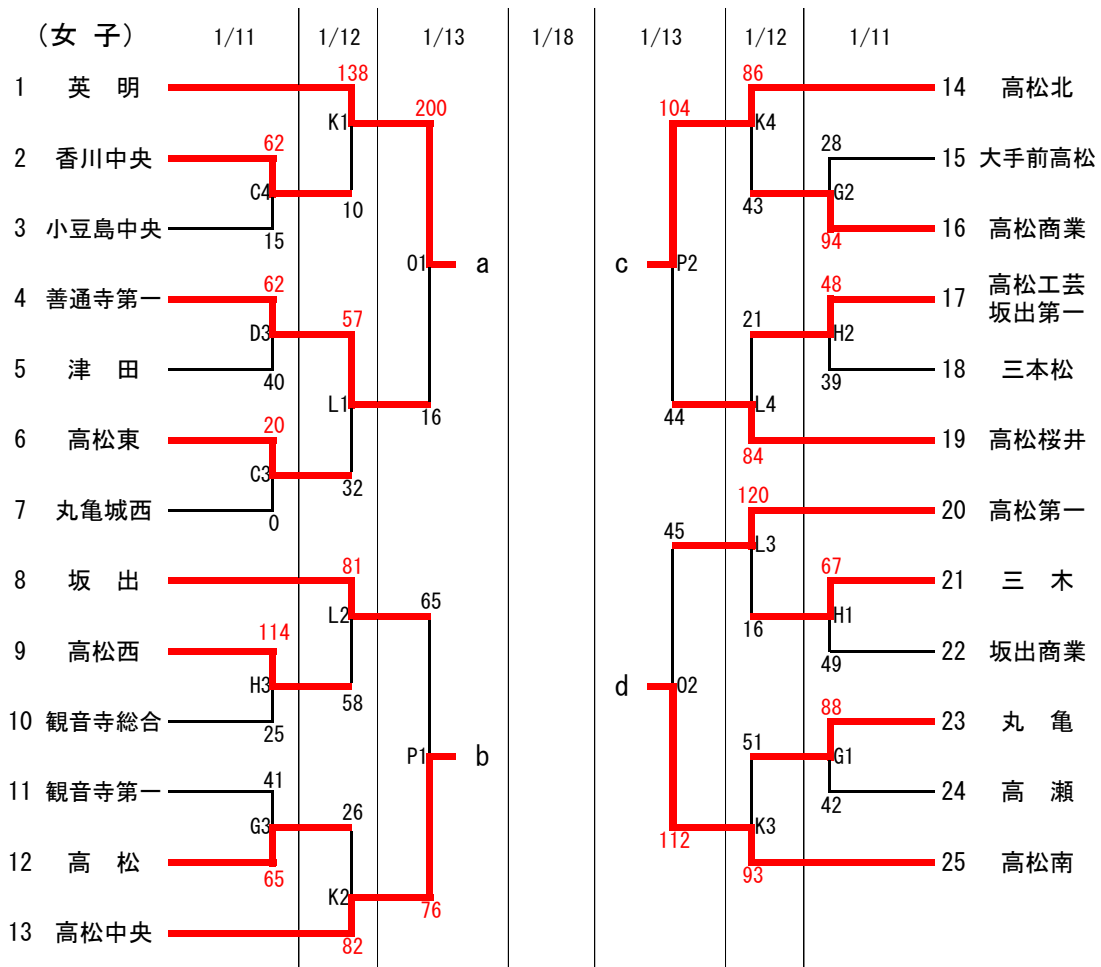 (女 子) 1/11 1/12 1/13 1/18 1/13 1/12 1/11
138 86
1 英 明 200 104 14 高松北
K1 K4
62 28
2 香川中央 15 大手前高松
C4 10 43 G2
3 小豆島中央 15 94 16 高松商業
O1 a c P2
62 57 21 48 高松工芸
4 善通寺第一 17 坂出第一
D3 H2
5 津 田 40 39 18 三本松
L1 16 44 L4
6 高松東 20 84 19 高松桜井
C3 32
7 丸亀城西 0 120 20 高松第一
45 L3
8 坂 出 81 65 67 21 三 木
L2 16 H1
9 高松西 114 49 22 坂出商業
H3 58 d O2
10 観音寺総合 25 88 23 丸 亀
P1 b 51 G1
11 観音寺第一 41 42 24 高 瀬
G3 26 112 K3
12 高 松 65 93 25 高松南
K2 76
13 高松中央 82